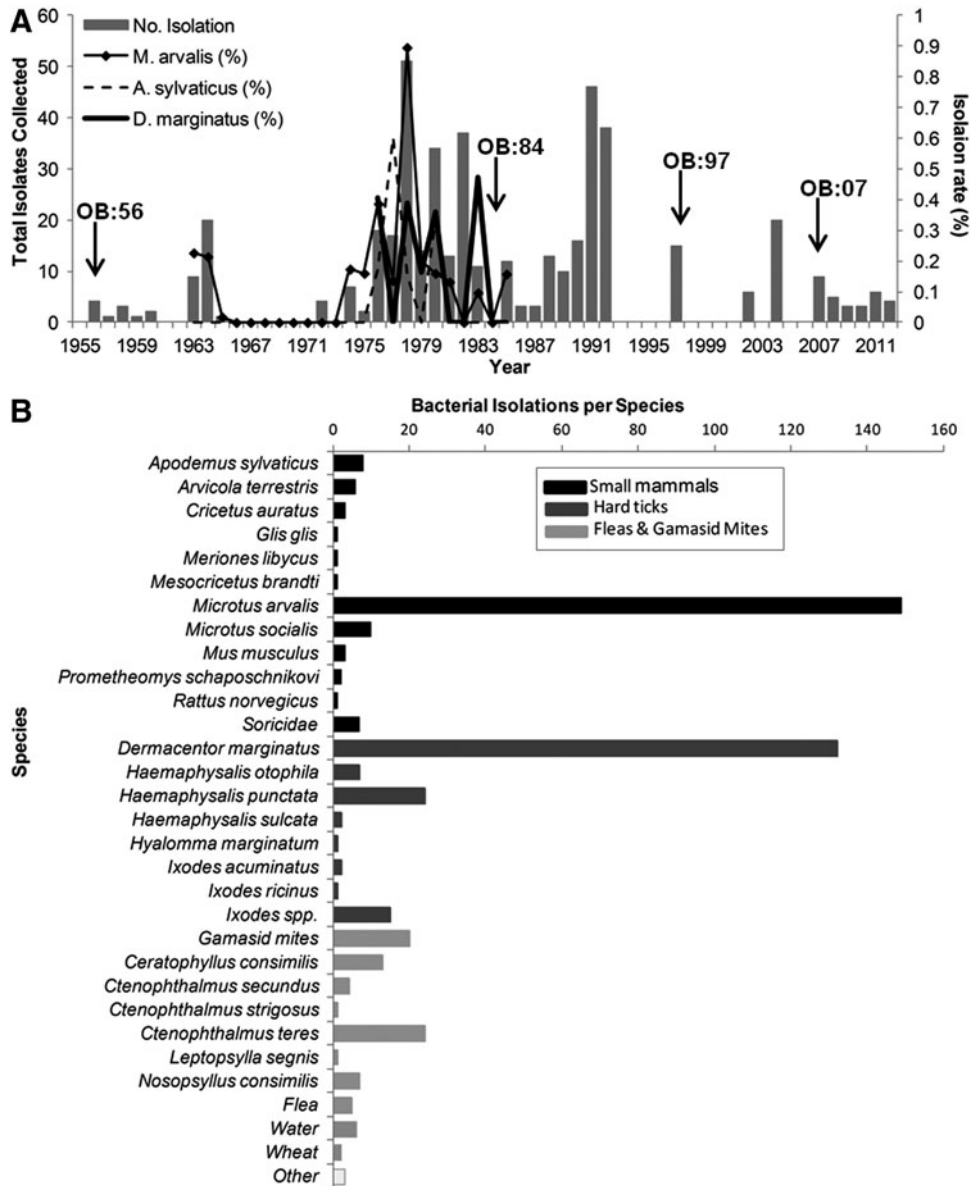 A
No. Isolation
M. arvalis (%)
A. sylvaticus (%)
D. marginatus (%)
Total Isolates Collected
60
50
40
30
20
10
0
OB:56
OB:84
OB:97
OB:07
1
0.9
0.8
0.7
0.6
0.5
0.4
0.3
0.2
0.1
0
Isolaion rate (%)
1955 1959 1963 1967 1971 1975 1979 1983 1987 1991 1995 1999 2003 2007 2011
Year
B
Bacterial Isolations per Species
0 20 40 60 80 100 120 140 160
Small mammals
Hard ticks
Fleas & Gamasid Mites
Species
Apodemus sylvaticus
Arvicola terrestris
Cricetus auratus
Glis glis
Meriones libycus
Mesocricetus brandti
Microtus arvalis
Microtus socialis
Mus musculus
Prometheomys schaposchnikovi
Rattus norvegicus
Soricidae
Dermacentor marginatus
Haemaphysalis otophila
Haemaphysalis punctata
Haemaphysalis sulcata
Hyalomma marginatum
Ixodes acuminatus
Ixodes ricinus
Ixodes spp.
Gamasid mites
Ceratophyllus consimilis
Ctenophthalmus secundus
Ctenophthalmus strigosus
Ctenophthalmus teres
Leptopsylla segnis
Nosopsyllus consimilis
Flea
Water
Wheat
Other